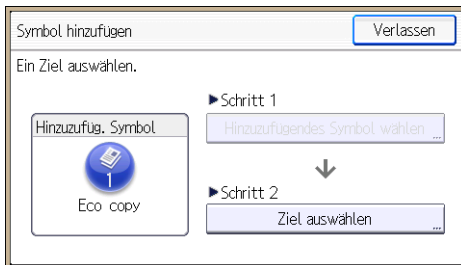 Symbol hinzufügen
Verlassen
Ein Ziel auswählen.
▶Schritt 1
Hinzuzufüg. Symbol
Hinzuzufügendes Symbol wählen ...
1
Eco copy
▶Schritt 2
Ziel auswählen ...